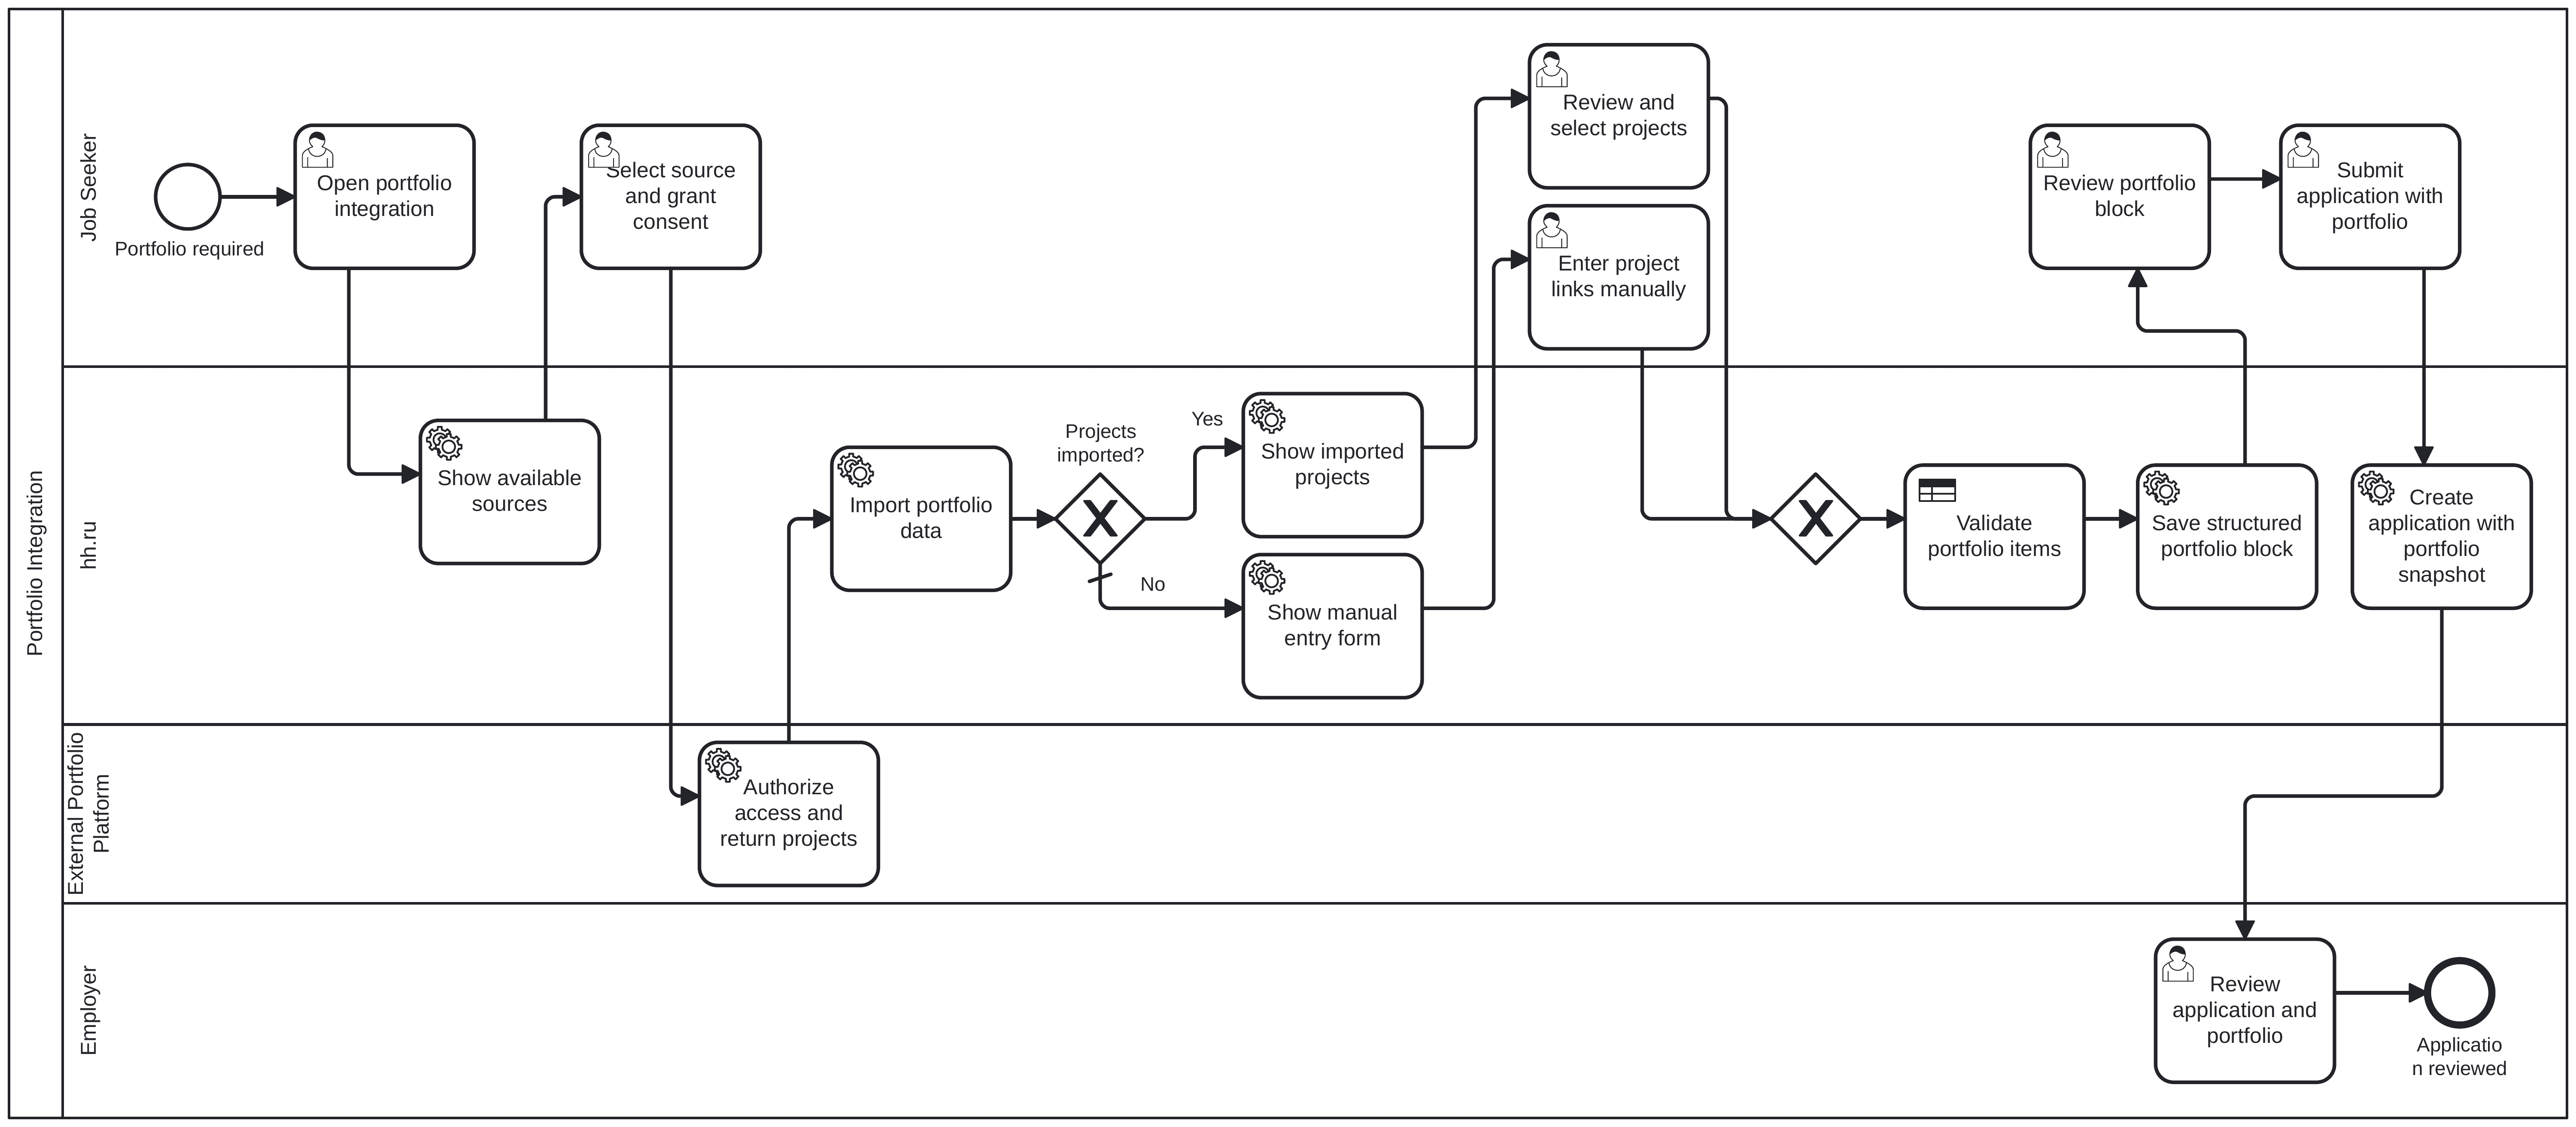 Portfolio Integration
Job Seeker
Portfolio required
Open portfolio
integration
Select source
and grant
consent
Review and
select projects
Enter project
links manually
Review portfolio
block
Submit
application with
portfolio
hh.ru
Show available
sources
Import portfolio
data
Projects
imported?
Yes
No
Show imported
projects
Show manual
entry form
Validate
portfolio items
Save structured
portfolio block
Create
application with
portfolio
snapshot
External Portfolio
Platform
Authorize
access and
return projects
Employer
Review
application and
portfolio
Applicatio
n reviewed